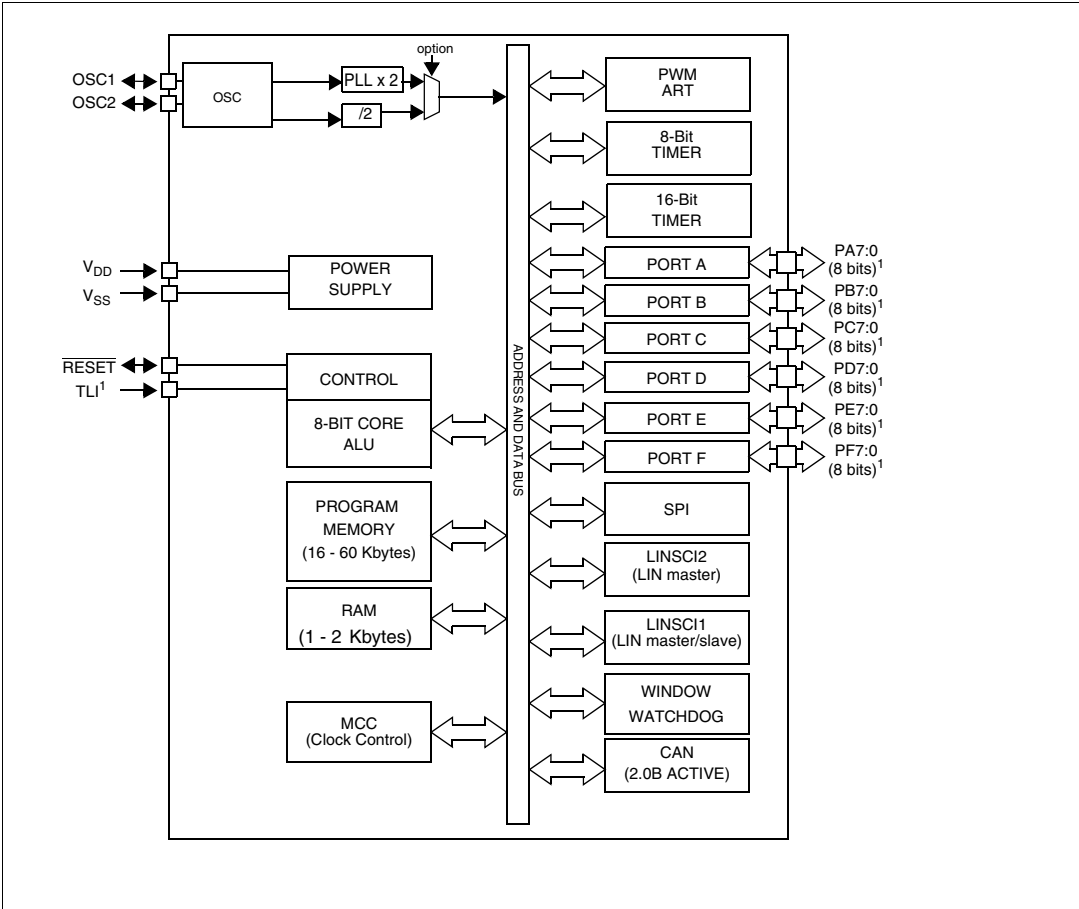 option
OSC1
OSC2
OSC
PLL x 2
/2
PWM
ART
8-Bit
TIMER
16-Bit
TIMER
VDD
VSS
POWER
SUPPLY
RESET
TLI1
CONTROL
8-BIT CORE
ALU
PROGRAM
MEMORY
(16 - 60 Kbytes)
RAM
(1 - 2 Kbytes)
MCC
(Clock Control)
ADDRESS AND DATA BUS
PORT A
PA7:0
(8 bits)1
PORT B
PB7:0
(8 bits)1
PORT C
PC7:0
(8 bits)1
PORT D
PD7:0
(8 bits)1
PORT E
PE7:0
(8 bits)1
PORT F
PF7:0
(8 bits)1
SPI
LINSCI2
(LIN master)
LINSCI1
(LIN master/slave)
WINDOW
WATCHDOG
CAN
(2.0B ACTIVE)